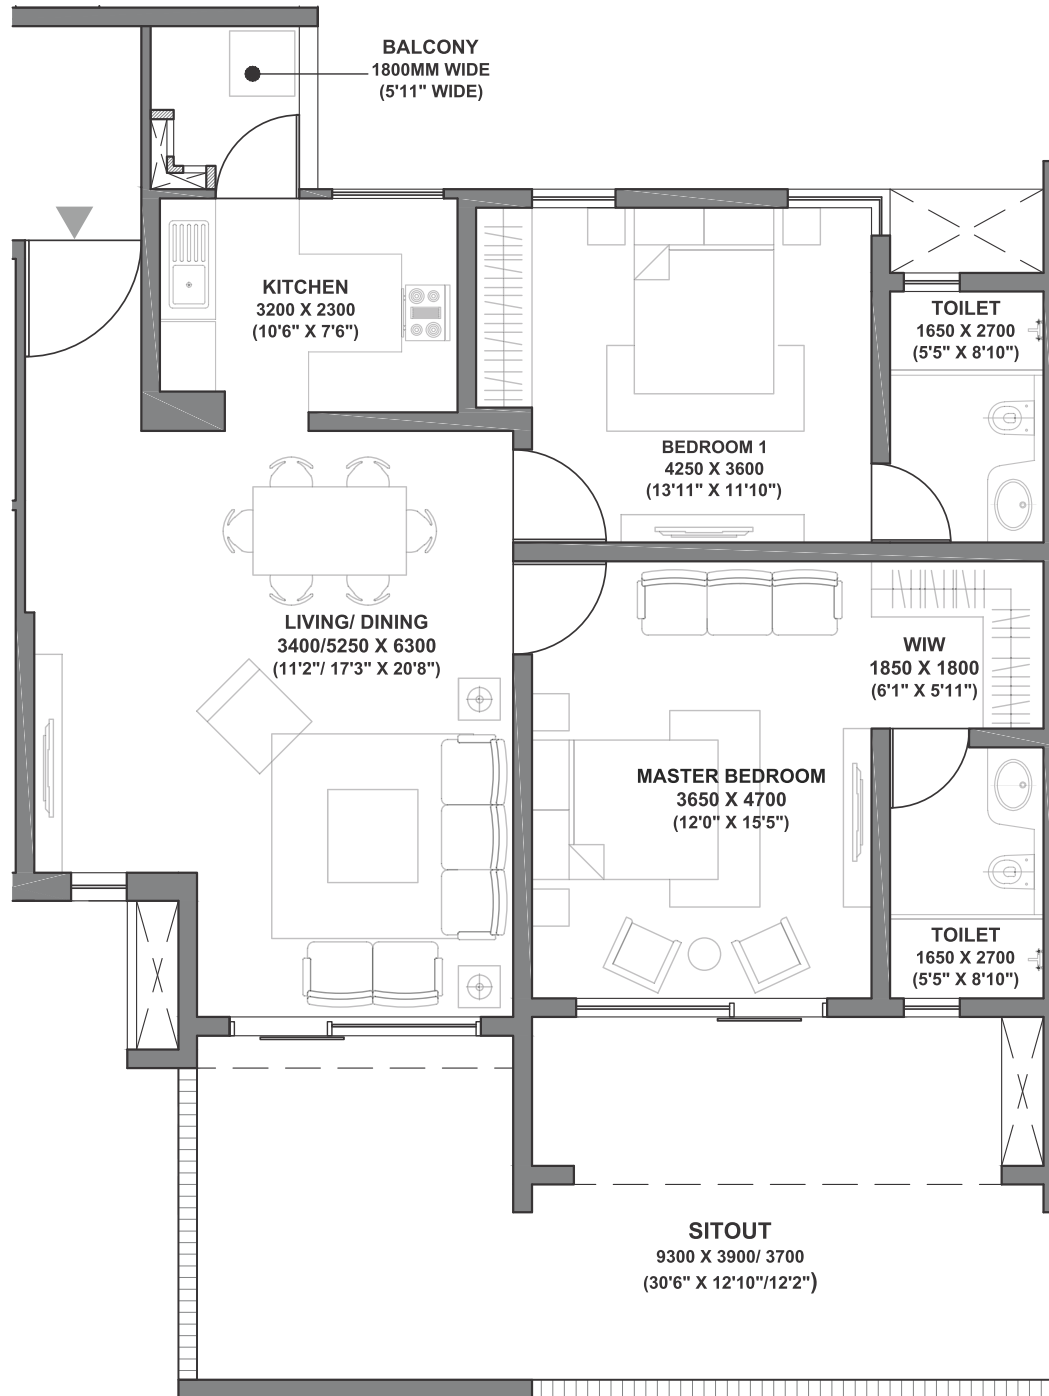 BALCONY
1800MM WIDE
(5'11" WIDE)
KITCHEN
3200 X 2300
(10'6" X 7'6")
TOILET
1650 X 2700
(5'5" X 8'10")
BEDROOM 1
4250 X 3600
(13'11" X 11'10")
LIVING/ DINING
3400/5250 X 6300
(11'2"/ 17'3" X 20'8")
WIW
1850 X 1800
(6'1" X 5'11")
MASTER BEDROOM
3650 X 4700
(12'0" X 15'5")
TOILET
1650 X 2700
(5'5" X 8'10")
SITOUT
9300 X 3900/ 3700
(30'6" X 12'10"/12'2")